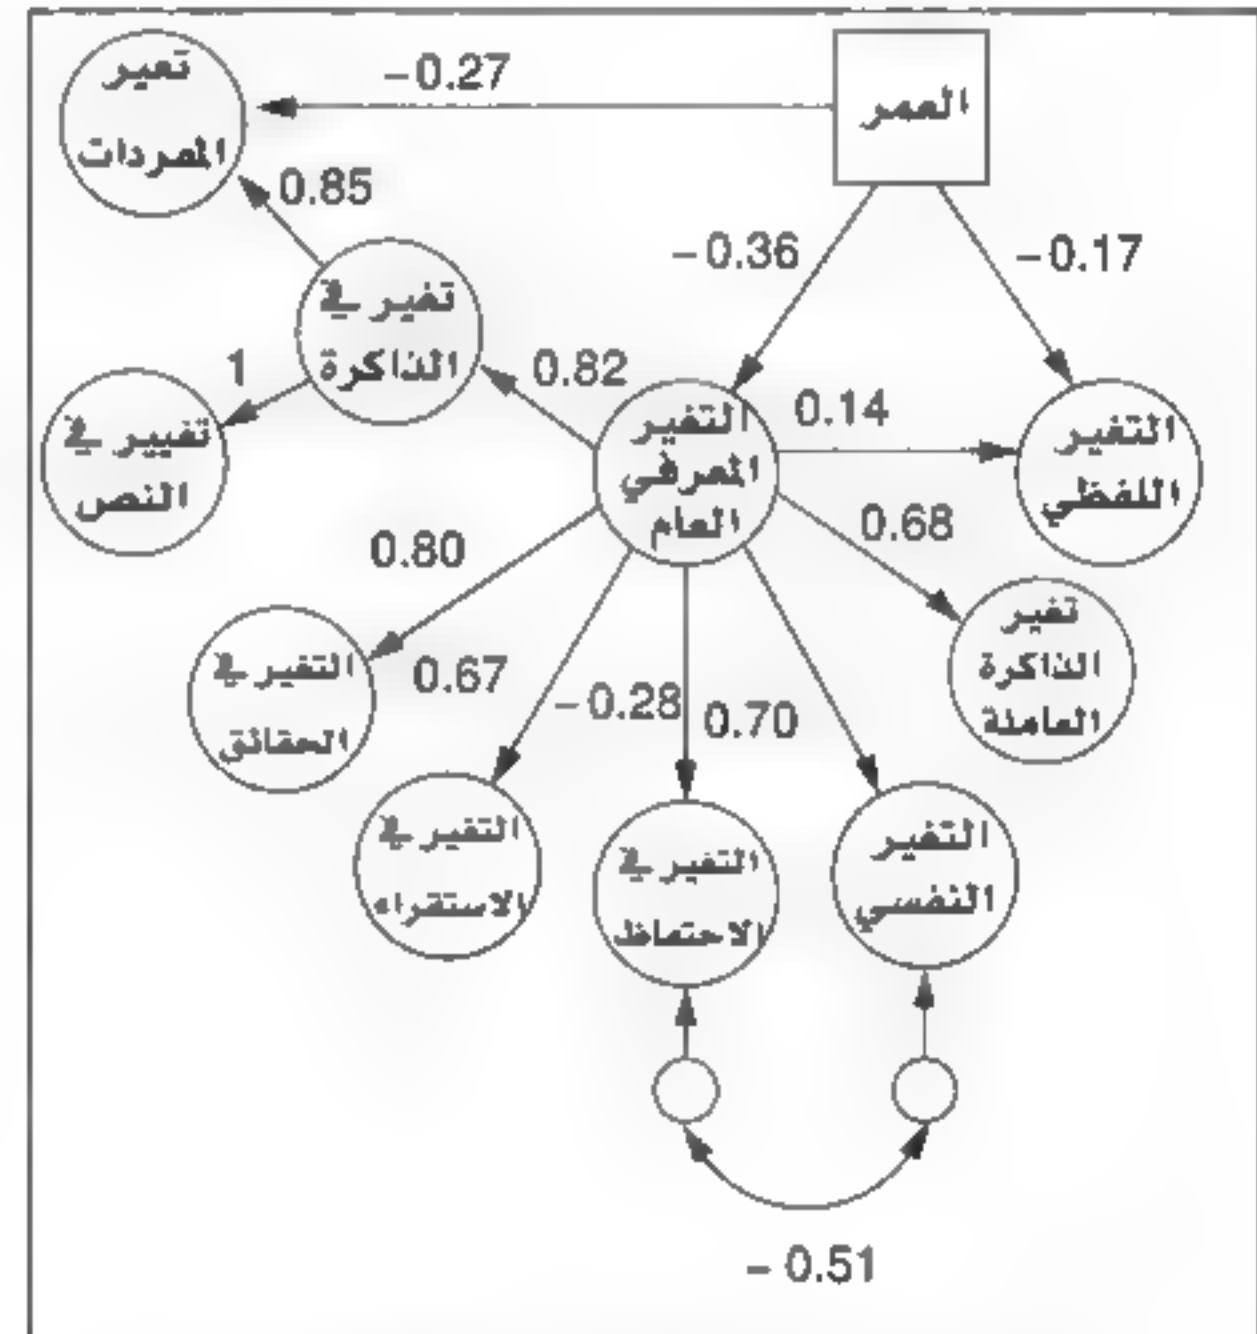 العمر
-0.27
تغير
المفردات
0.85
-0.36
-0.17
تغير في
الذاكرة
1
0.82
تغيير في
النص
التغير
المعرفي
العام
0.14
التغير
اللفظي
0.68
تغير
الذاكرة
العاملة
0.80
التغير في
الحقائق
0.67
-0.28
0.70
التغير في
الاستقراء
التغير في
الاحتفاظ
التغير
النفسي
- 0.51